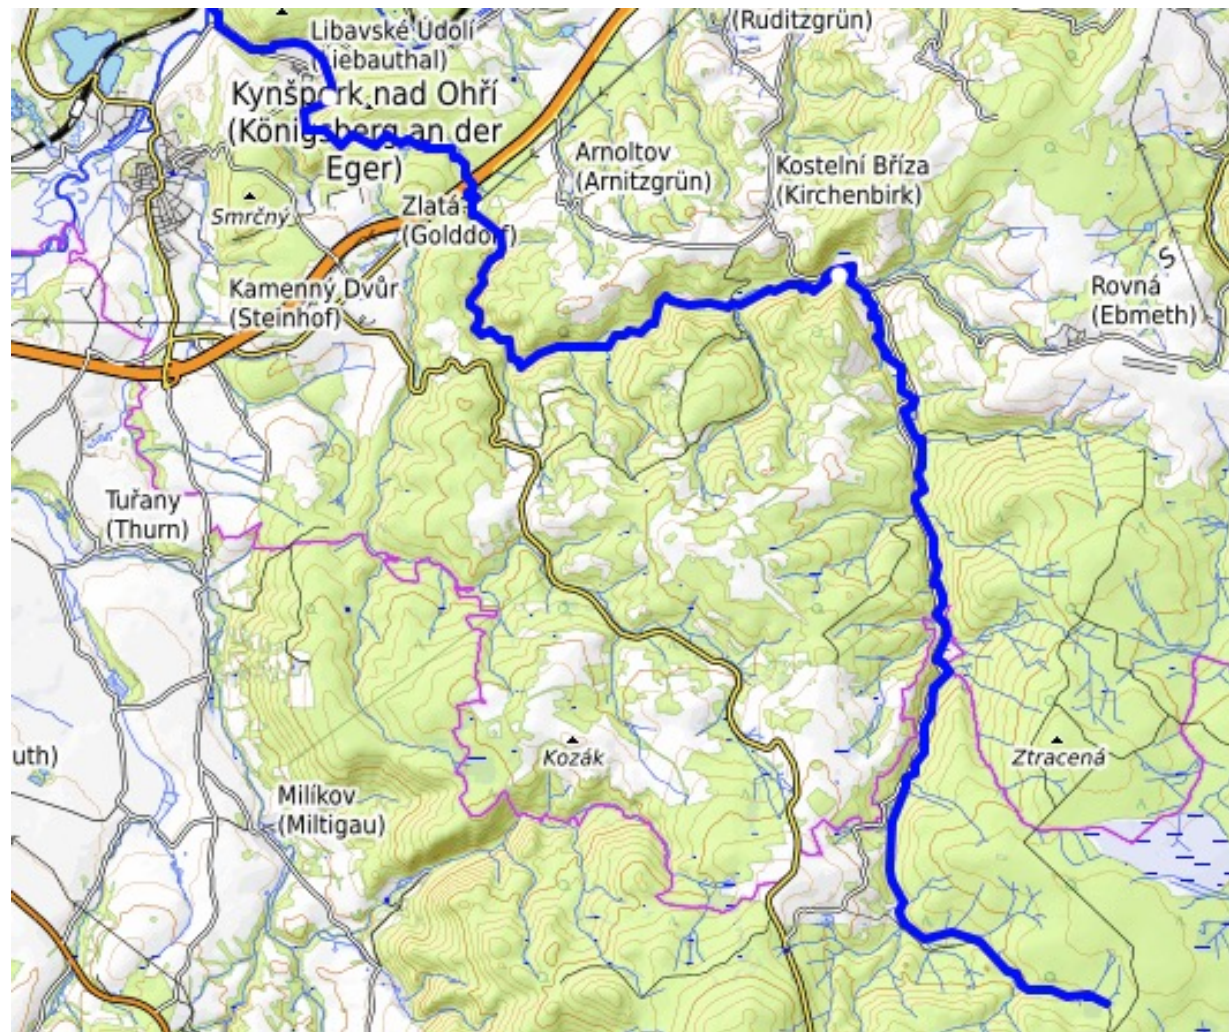 (Ruditzgrün)
Libavské Údolí
(Liebauthal)
Kynšperk nad Ohří
(Königsberg an der
Eger)
Arnoltov
(Arnitzgrün)
Kostelní Bříza
(Kirchenbirk)
Smrčný
Zlatá
(Golddorf)
S
Kamenný Dvůr
(Steinhof)
Rovná
(Ebmeth)
Tuřany
(Thurn)
uth)
Kozák
Ztracená
Milíkov
(Miltigau)